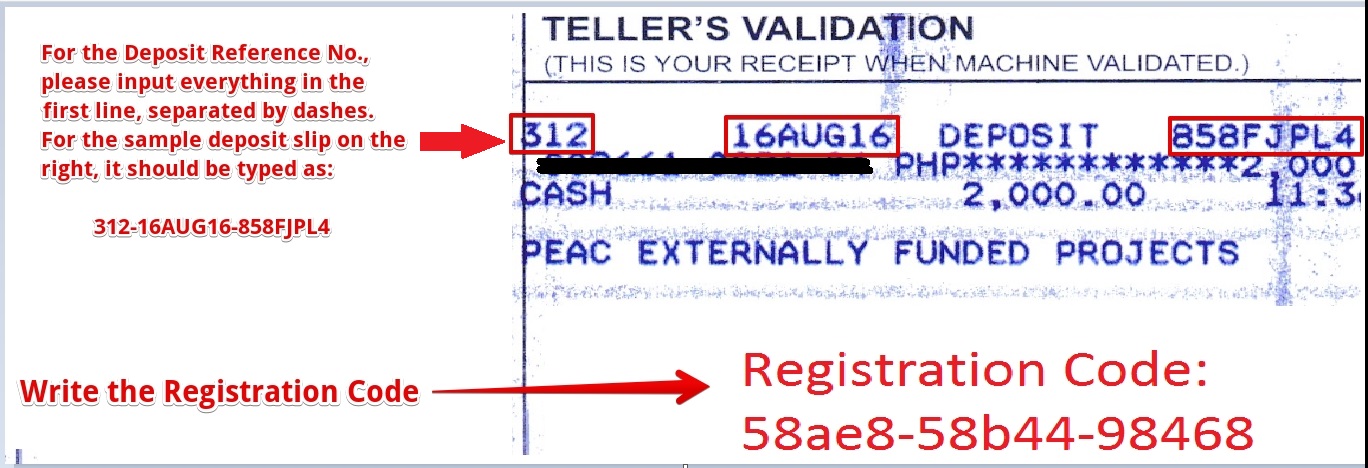 For the Deposit Reference No.,
please input everything in the
first line, separated by dashes.
For the sample deposit slip on the
right, it should be typed as:
312-16AUG16-858FJPL4
TELLER'S VALIDATION
(THIS IS YOUR RECEIPT WHEN MACHINE VALIDATED.)
312 16AUG16 DEPOSIT 858FJPL4
PHP*************2,000
CASH 2,000.00 11:3
PEAC EXTERNALLY FUNDED PROJECTS
Write the Registration Code
Registration Code:
58ae8-58b44-98468